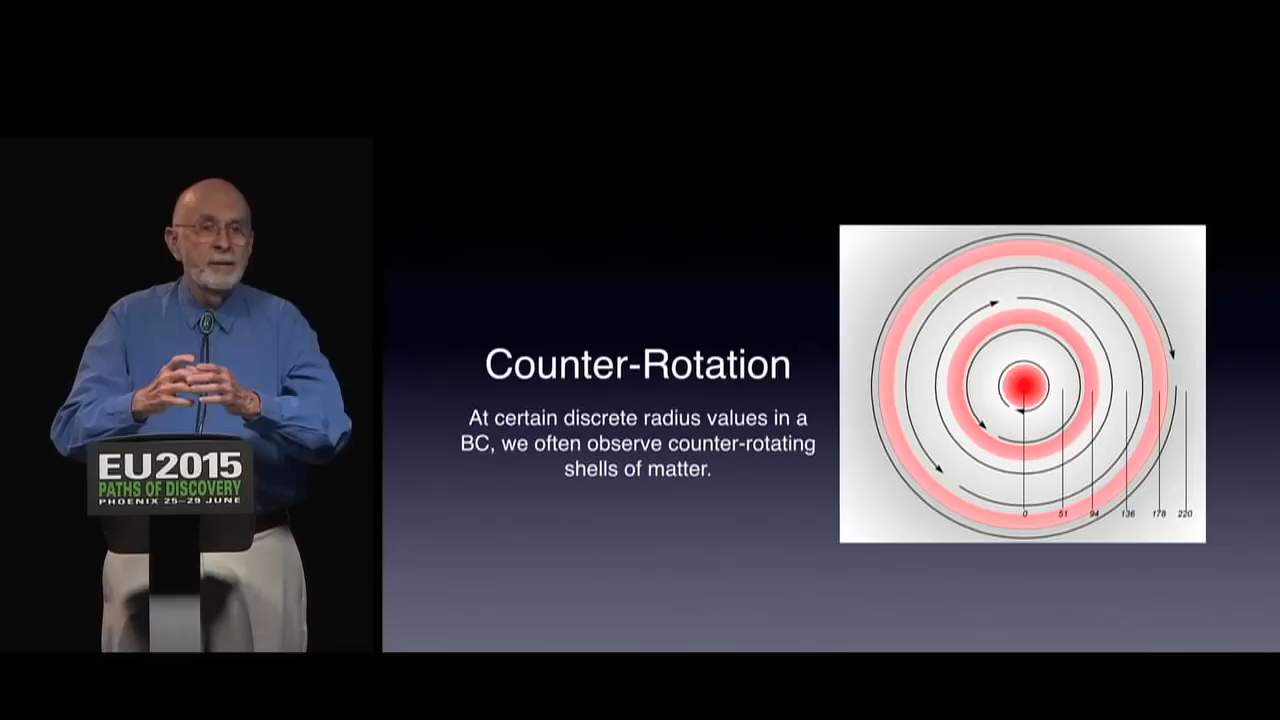 EU2015
PATHS OF DISCOVERY
PHOENIX 25-29 JUNE
Counter-Rotation
At certain discrete radius values in a
BC, we often observe counter-rotating
shells of matter.
0 51 94 136 178 220